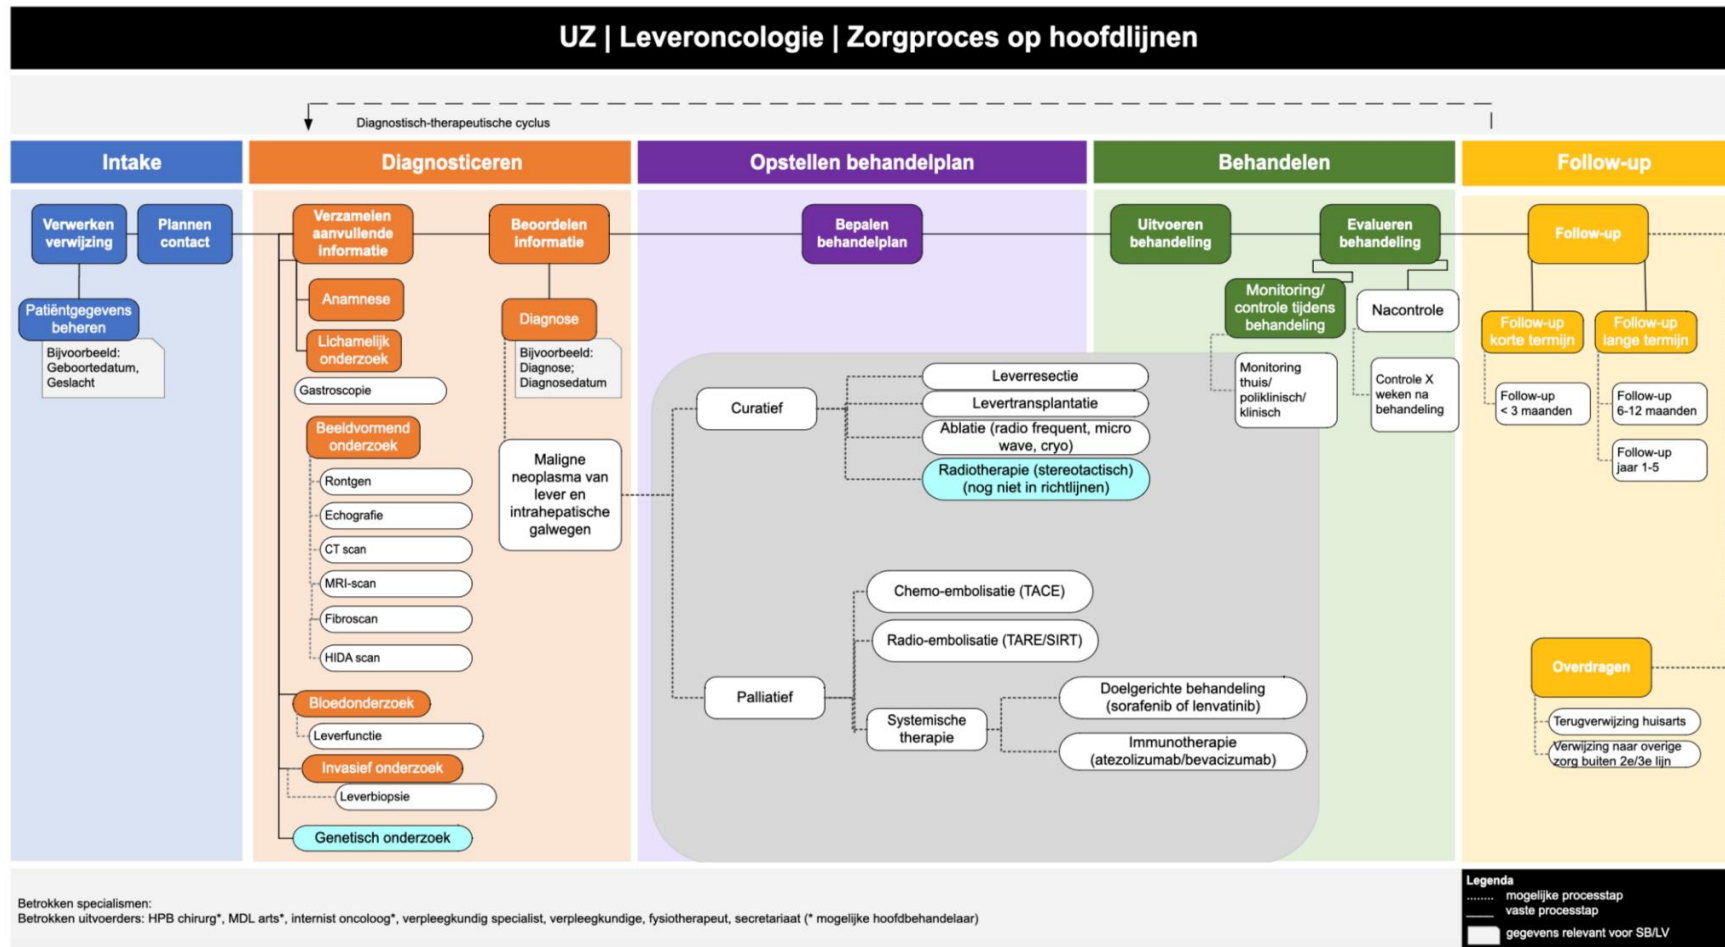 UZ | Leveroncologie | Zorgproces op hoofdlijnen
Diagnostisch-therapeutische cyclus
Intake
Diagnosticeren
Opstellen behandelplan
Behandelen
Follow-up
Verwerken
verwijzing
Plannen
contact
Patiëntgegevens
beheren
Bijvoorbeeld:
Geboortedatum,
Geslacht
Verzamelen
aanvullende
informatie
Anamnese
Lichamelijk
onderzoek
Gastroscopie
Beeldvormend
onderzoek
Rontgen
Echografie
CT scan
MRI-scan
Fibroscan
HIDA scan
Bloedonderzoek
Leverfunctie
Invasief onderzoek
Leverbiopsie
Genetisch onderzoek
Beoordelen
informatie
Diagnose
Bijvoorbeeld:
Diagnose;
Diagnosedatum
Maligne
neoplasma van
lever en
intrahepatische
galwegen
Bepalen
behandelplan
Curatief
Leverresectie
Levertransplantatie
Ablatie (radio frequent, micro
wave, cryo)
Radiotherapie (stereotactisch)
(nog niet in richtlijnen)
Palliatief
Chemo-embolisatie (TACE)
Radio-embolisatie (TARE/SIRT)
Systemische
therapie
Doelgerichte behandeling
(sorafenib of lenvatinib)
Immunotherapie
(atezolizumab/bevacizumab)
Uitvoeren
behandeling
Evalueren
behandeling
Monitoring/
controle tijdens
behandeling
Monitoring
thuis/
poliklinisch/
klinisch
Nacontrole
Controle X
weken na
behandeling
Follow-up
Follow-up
korte termijn
Follow-up
< 3 maanden
Follow-up
lange termijn
Follow-up
6-12 maanden
Follow-up
jaar 1-5
Overdragen
Terugverwijzing huisarts
Verwijzing naar overige
zorg buiten 2e/3e lijn
Betrokken specialismen:
Betrokken uitvoerders: HPB chirurg*, MDL arts*, internist oncoloog*, verpleegkundig specialist, verpleegkundige, fysiotherapeut, secretariaat (* mogelijke hoofdbehandelaar)
Legenda
mogelijke processtap
vaste processtap
gegevens relevant voor SB/LV